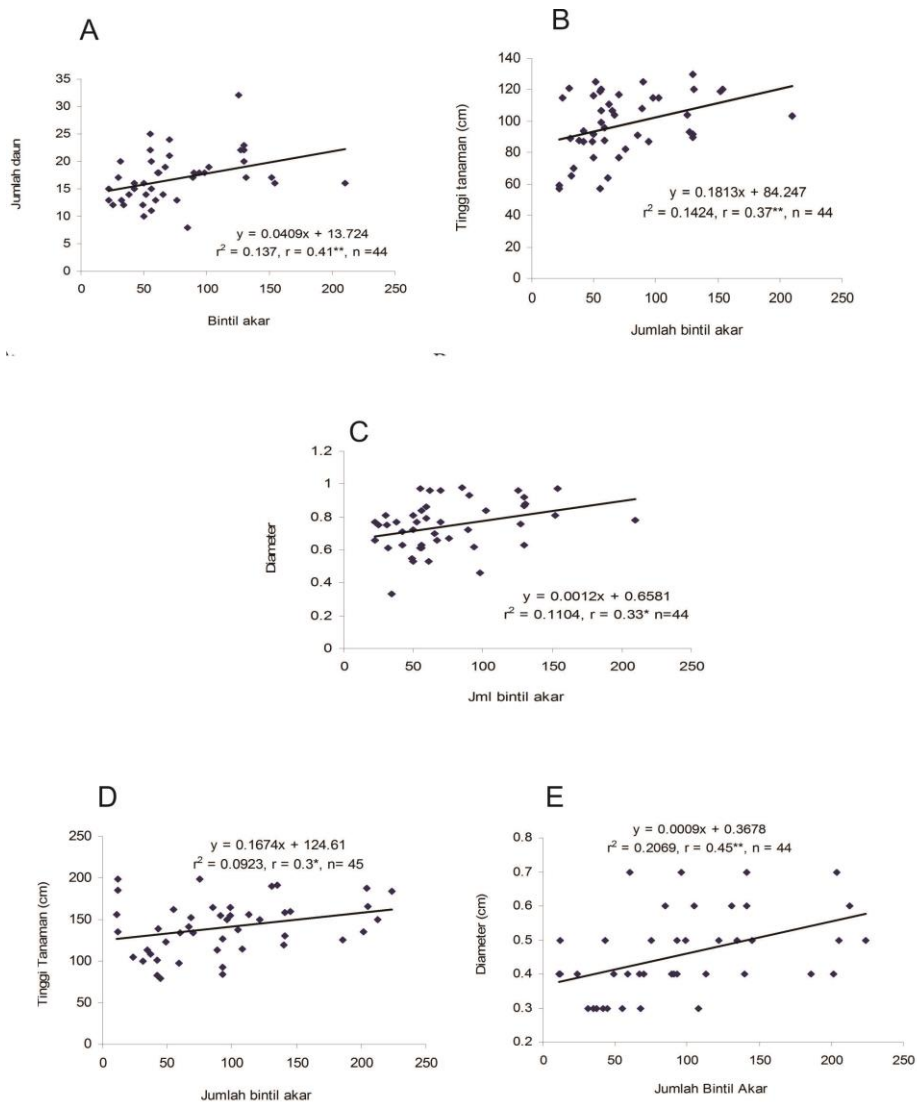 A
Jumlah daun
35
30
25
20
15
10
5
0
y = 0.0409x + 13.724
r² = 0.137, r = 0.41**, n =44
0 50 100 150 200 250
Bintil akar
B
Tinggi tanaman (cm)
140
120
100
80
60
40
20
0
y = 0.1813x + 84.247
r² = 0.1424, r = 0.37**, n = 44
0 50 100 150 200 250
Jumlah bintil akar
C
Diameter
1.2
1
0.8
0.6
0.4
0.2
0
y = 0.0012x + 0.6581
r² = 0.1104, r = 0.33* n=44
0 50 100 150 200 250
Jml bintil akar
D
Tinggi Tanaman (cm)
250
200
150
100
50
0
y = 0.1674x + 124.61
r² = 0.0923, r = 0.3*, n= 45
0 50 100 150 200 250
Jumlah bintil akar
E
Diameter (cm)
0.8
0.7
0.6
0.5
0.4
0.3
0.2
y = 0.0009x + 0.3678
r² = 0.2069, r = 0.45**, n = 44
0 50 100 150 200 250
Jumlah Bintil Akar